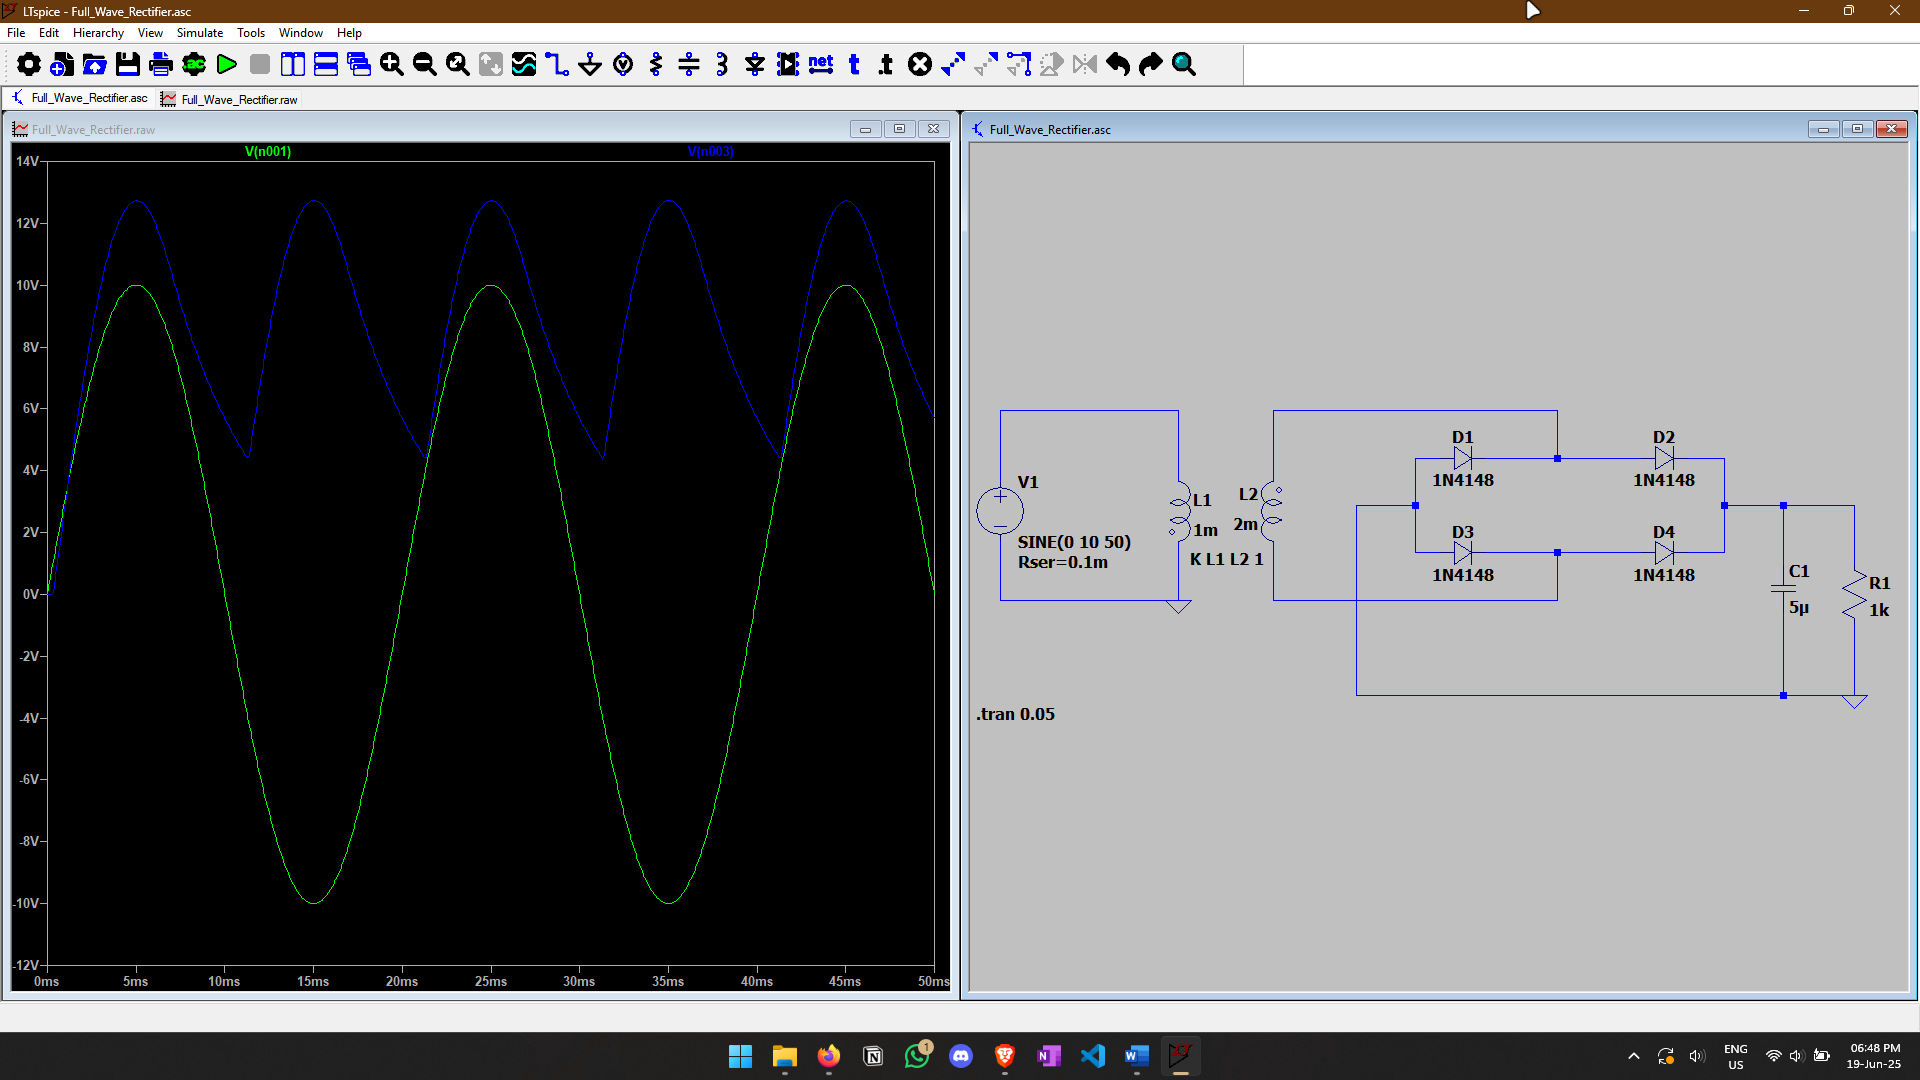 LTspice - Full_Wave_Rectifier.asc
File Edit Hierarchy View Simulate Tools Window Help
ac net t .t
Full_Wave_Rectifier.asc Full_Wave_Rectifier.raw
Full_Wave_Rectifier.raw
V(n001) V(n003)
14V
12V
10V
8V
6V
4V
2V
0V
-2V
-4V
-6V
-8V
-10V
-12V
0ms 5ms 10ms 15ms 20ms 25ms 30ms 35ms 40ms 45ms 50ms
Full_Wave_Rectifier.asc
V1
SINE(0 10 50)
Rser=0.1m
L1
1m
L2
2m
K L1 L2 1
D1
1N4148
D2
1N4148
D3
1N4148
D4
1N4148
C1
5µ
R1
1k
.tran 0.05
1
ENG
US
06:48 PM
19-Jun-25